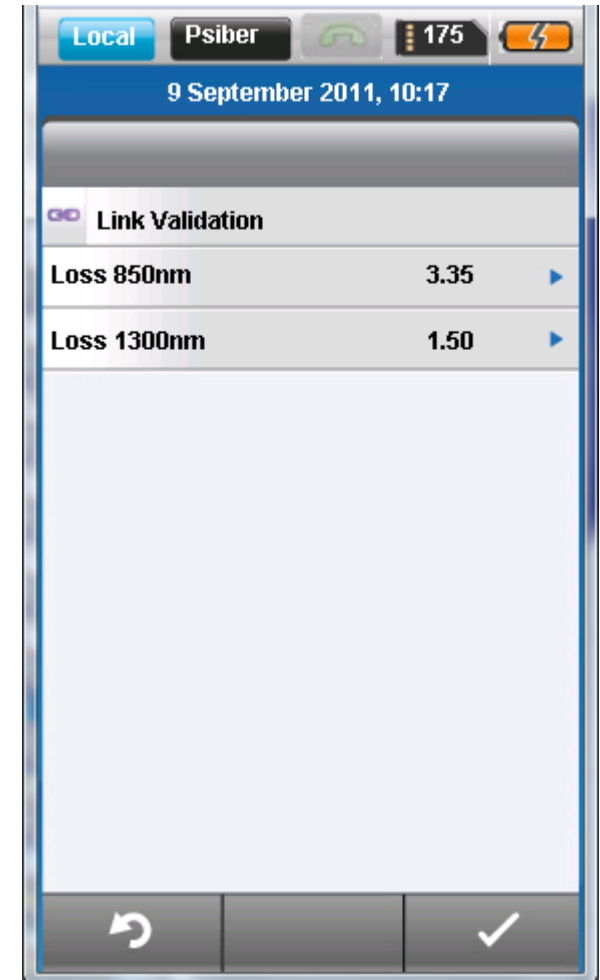 Local Psiber 175
9 September 2011, 10:17
Link Validation
Loss 850nm 3.35
Loss 1300nm 1.50